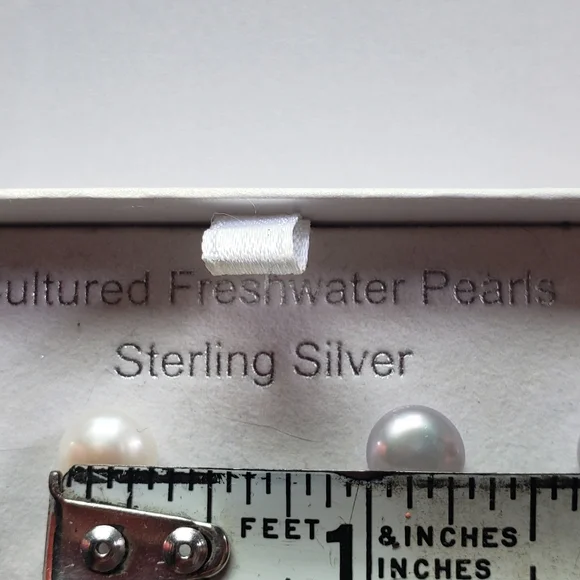 ultured Freshwater Pearls
Sterling Silver
FEET 1 & INCHES
INCHES